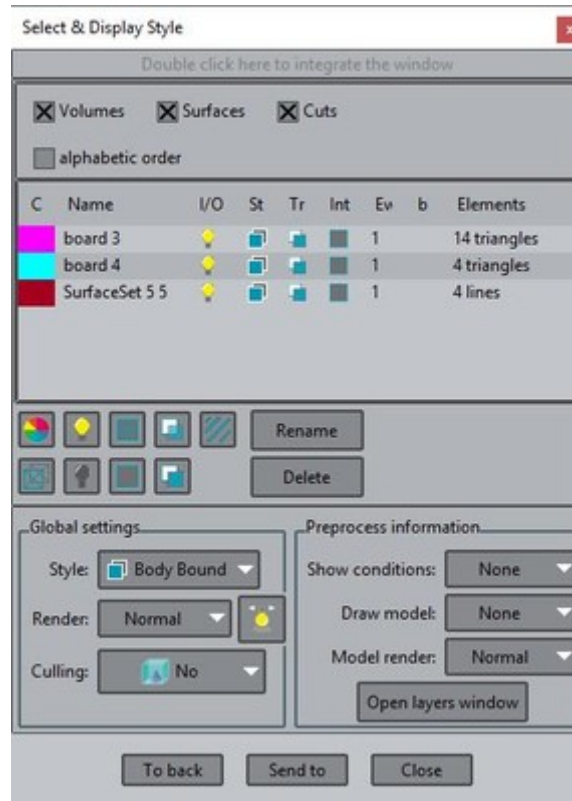 Select & Display Style
x
Double click here to integrate the window
Volumes Surfaces Cuts
alphabetic order
C Name I/O St Tr Int Ev b Elements
board 3 1 14 triangles
board 4 1 4 triangles
SurfaceSet 5 5 1 4 lines
Rename
Delete
Global settings
Style: Body Bound
Render: Normal
Culling: No
Preprocess information
Show conditions: None
Draw model: None
Model render: Normal
Open layers window
To back Send to Close